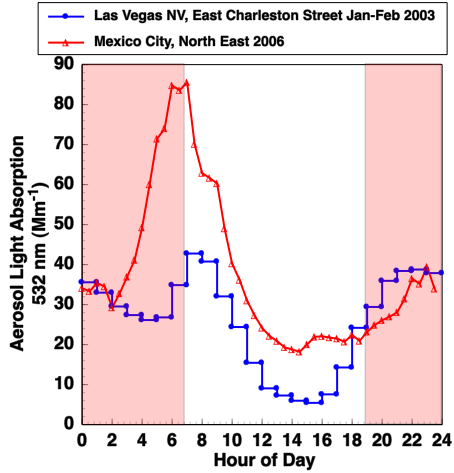 Las Vegas NV, East Charleston Street Jan-Feb 2003
Mexico City, North East 2006
Aerosol Light Absorption
532 nm (Mm-1)
90
80
70
60
50
40
30
20
10
0
0 2 4 6 8 10 12 14 16 18 20 22 24
Hour of Day